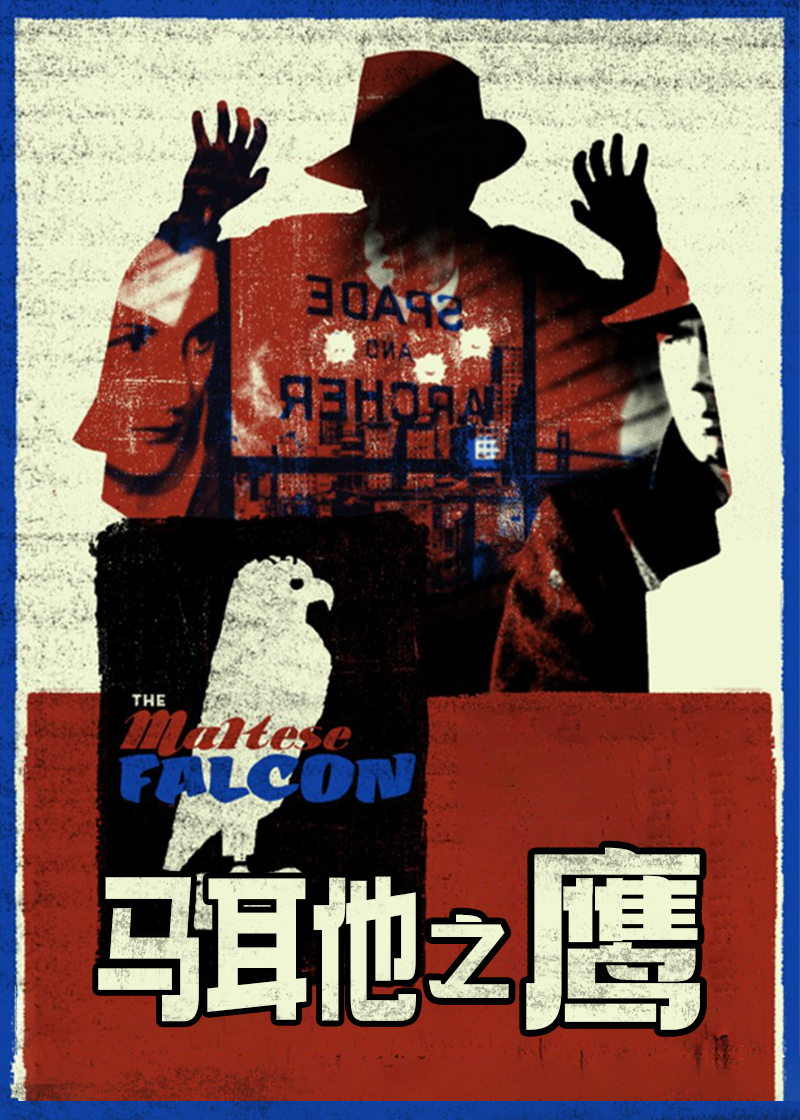 SPADE
AND
ARCHER
THE
Maltese
FALCON
马耳他之鹰